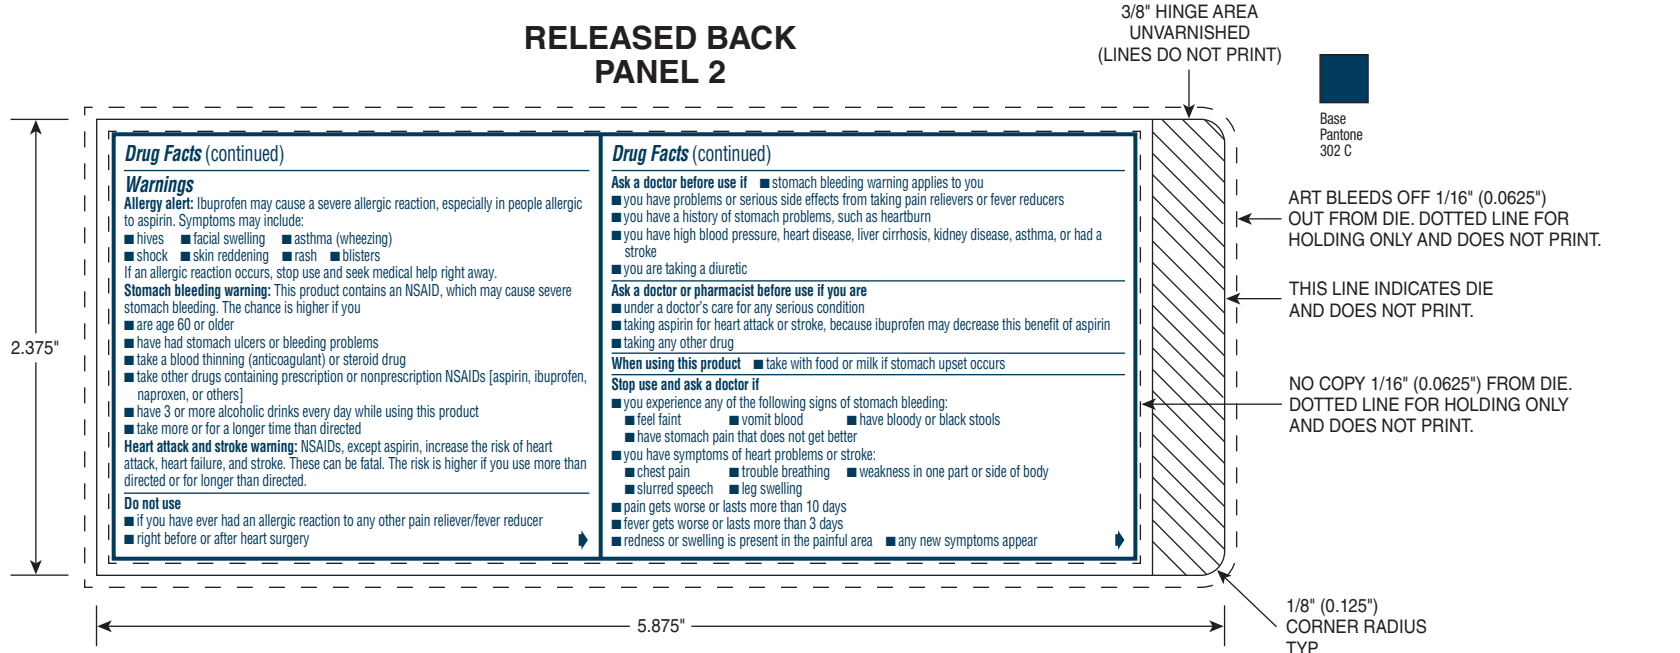 RELEASED BACK
PANEL 2
3/8" HINGE AREA
UNVARNISHED
(LINES DO NOT PRINT)
Base
Pantone
302 C
2.375"
Drug Facts (continued)
Warnings
Allergy alert: Ibuprofen may cause a severe allergic reaction, especially in people allergic
to aspirin. Symptoms may include:
■ hives ■ facial swelling ■ asthma (wheezing)
■ shock ■ skin reddening ■ rash ■ blisters
If an allergic reaction occurs, stop use and seek medical help right away.
Stomach bleeding warning: This product contains an NSAID, which may cause severe
stomach bleeding. The chance is higher if you
■ are age 60 or older
■ have had stomach ulcers or bleeding problems
■ take a blood thinning (anticoagulant) or steroid drug
■ take other drugs containing prescription or nonprescription NSAIDs [aspirin, ibuprofen,
naproxen, or others]
■ have 3 or more alcoholic drinks every day while using this product
■ take more or for a longer time than directed
Heart attack and stroke warning: NSAIDs, except aspirin, increase the risk of heart
attack, heart failure, and stroke. These can be fatal. The risk is higher if you use more than
directed or for longer than directed.
Do not use
■ if you have ever had an allergic reaction to any other pain reliever/fever reducer
■ right before or after heart surgery
Drug Facts (continued)
Ask a doctor before use if ■ stomach bleeding warning applies to you
■ you have problems or serious side effects from taking pain relievers or fever reducers
■ you have a history of stomach problems, such as heartburn
■ you have high blood pressure, heart disease, liver cirrhosis, kidney disease, asthma, or had a
stroke
■ you are taking a diuretic
Ask a doctor or pharmacist before use if you are
■ under a doctor's care for any serious condition
■ taking aspirin for heart attack or stroke, because ibuprofen may decrease this benefit of aspirin
■ taking any other drug
When using this product ■ take with food or milk if stomach upset occurs
Stop use and ask a doctor if
■ you experience any of the following signs of stomach bleeding:
■ feel faint ■ vomit blood ■ have bloody or black stools
■ have stomach pain that does not get better
■ you have symptoms of heart problems or stroke:
■ chest pain ■ trouble breathing ■ weakness in one part or side of body
■ slurred speech ■ leg swelling
■ pain gets worse or lasts more than 10 days
■ fever gets worse or lasts more than 3 days
■ redness or swelling is present in the painful area ■ any new symptoms appear
ART BLEEDS OFF 1/16" (0.0625")
OUT FROM DIE. DOTTED LINE FOR
HOLDING ONLY AND DOES NOT PRINT.
THIS LINE INDICATES DIE
AND DOES NOT PRINT.
NO COPY 1/16" (0.0625") FROM DIE.
DOTTED LINE FOR HOLDING ONLY
AND DOES NOT PRINT.
1/8" (0.125")
CORNER RADIUS
TYP
5.875"